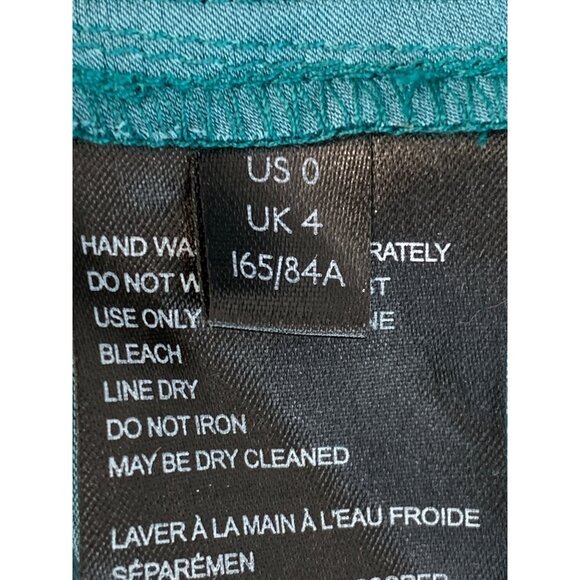 US 0
UK 4
165/84A
HAND WA RATELY
DO NOT W ST
USE ONLY NE
BLEACH
LINE DRY
DO NOT IRON
MAY BE DRY CLEANED
LAVER À LA MAIN À L'EAU FROIDE
SÉPARÉMEN